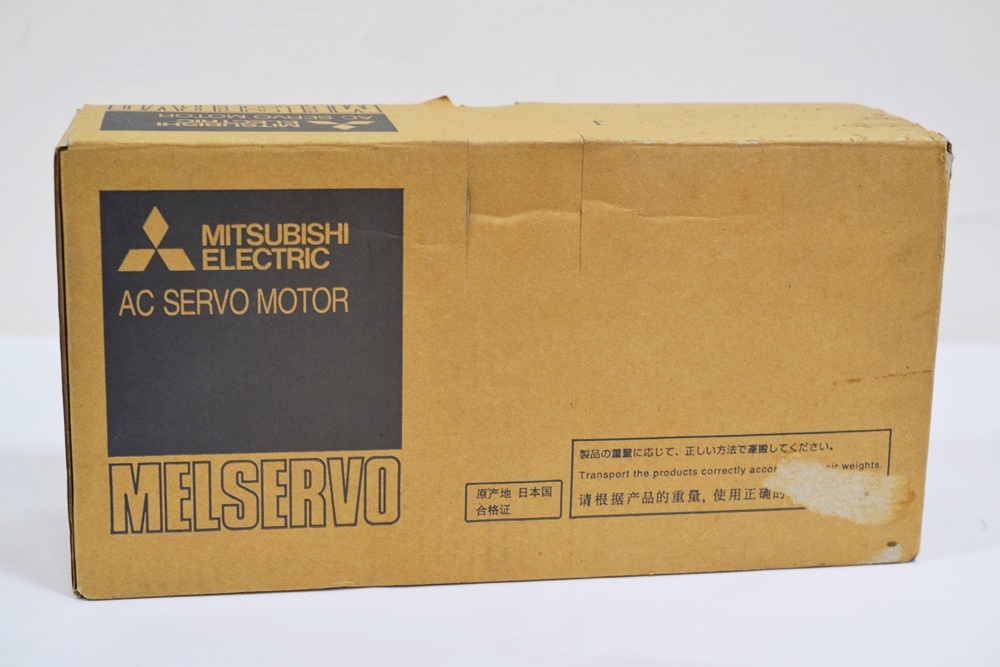 MELSERVO
AC SERVO MOTOR
MITSUBISHI
ELECTRIC
MITSUBISHI
ELECTRIC
AC SERVO MOTOR
MELSERVO
原产地 日本国
合格证
製品の重量に応じて、正しい方法で運搬してください。
Transport the products correctly weights.
请根据产品的重量，使用正确的